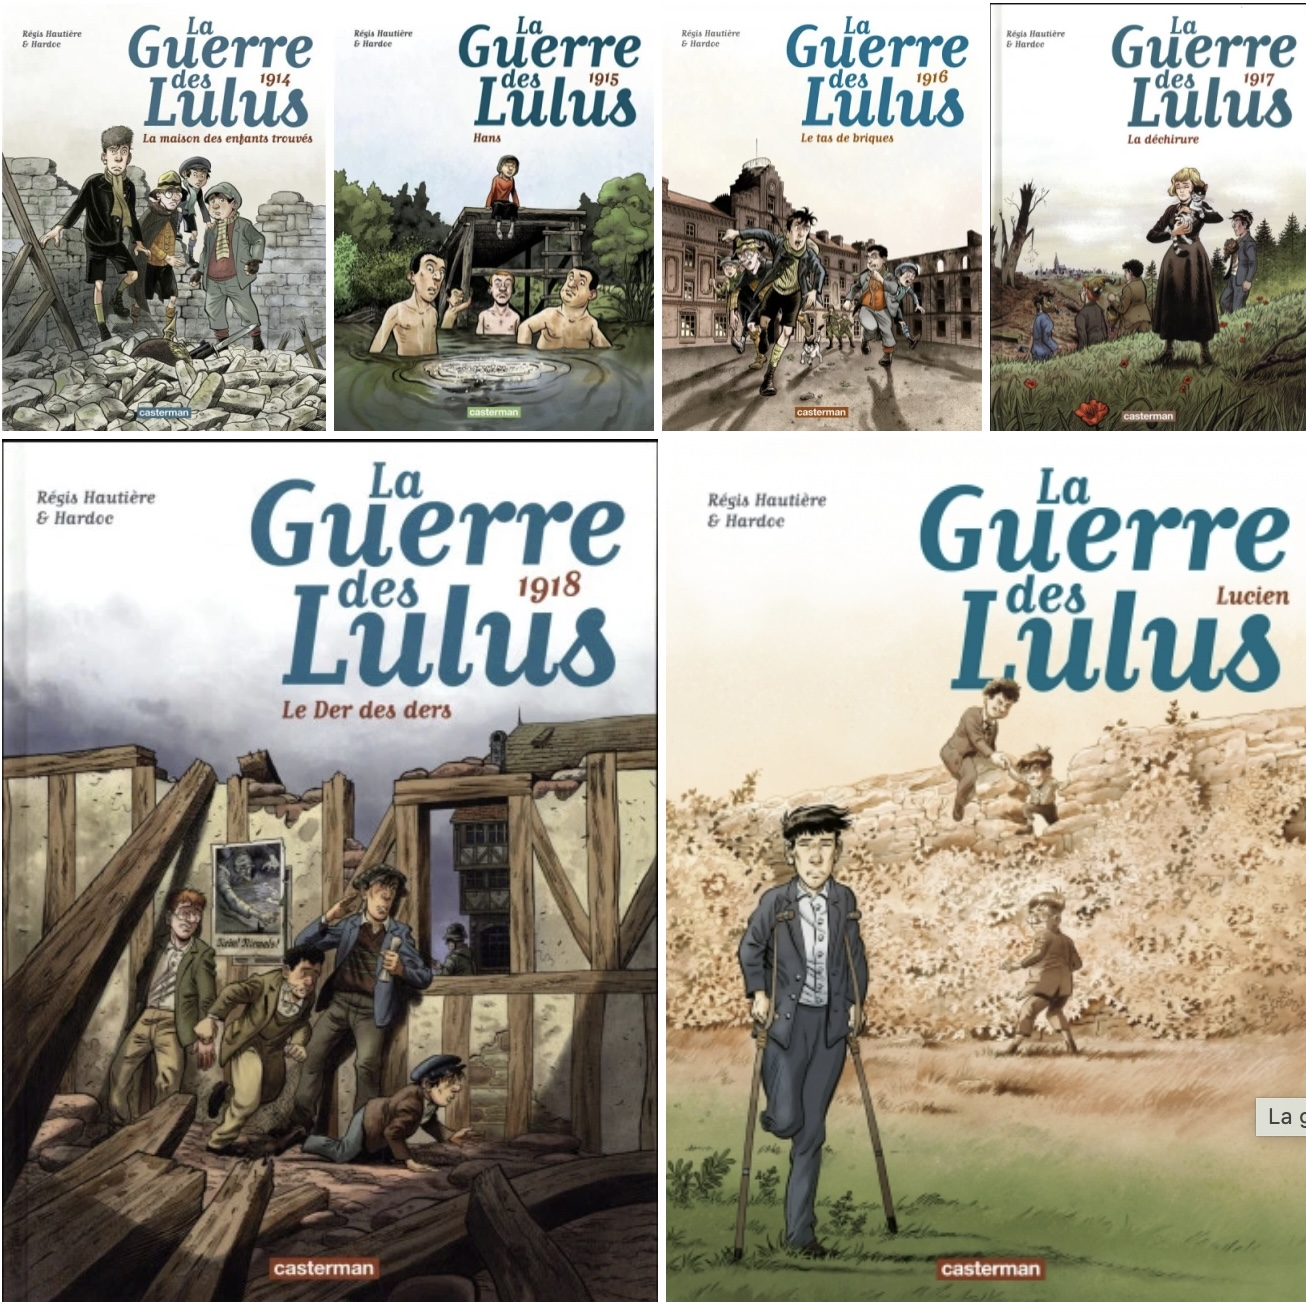 Régis Hautière
& Hardoc
La
Guerre
des 1914
Lulus
La maison des enfants trouvés
casterman
Régis Hautière
& Hardoc
La
Guerre
des 1915
Lulus
Hans
casterman
Régis Hautière
& Hardoc
La
Guerre
des 1916
Lulus
Le tas de briques
casterman
Régis Hautière
& Hardoc
La
Guerre
des 1917
Lulus
La déchirure
casterman
Régis Hautière
& Hardoc
La
Guerre
des 1918
Lulus
Le Der des ders
casterman
Régis Hautière
& Hardoc
La
Guerre
des Lucien
Lulus
La g
casterman